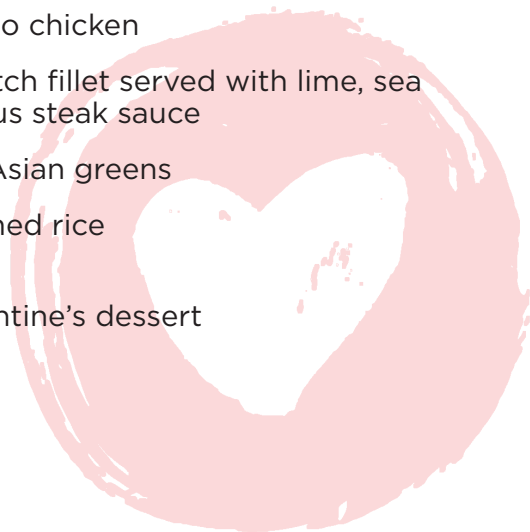 o chicken
tch fillet served with lime, sea
us steak sauce
Asian greens
ned rice
ntine's dessert